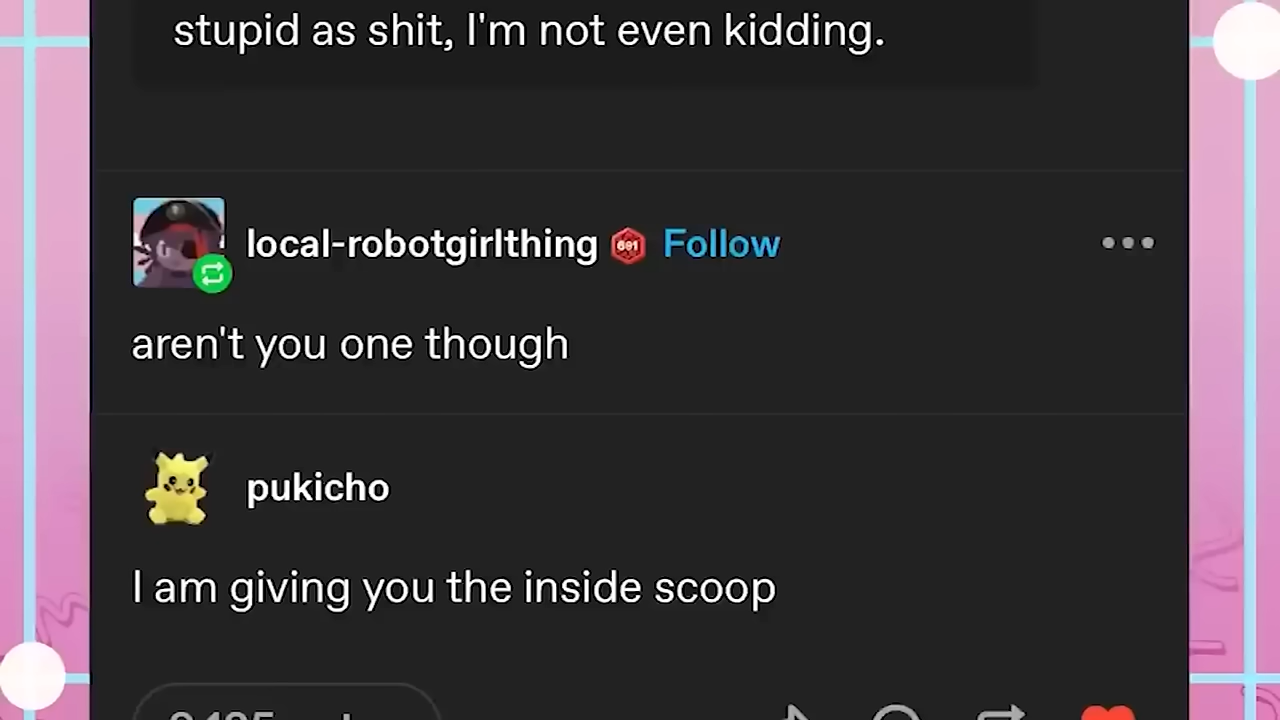 stupid as shit, I'm not even kidding.
local-robotgirlthing 691 Follow
aren't you one though
pukicho
I am giving you the inside scoop